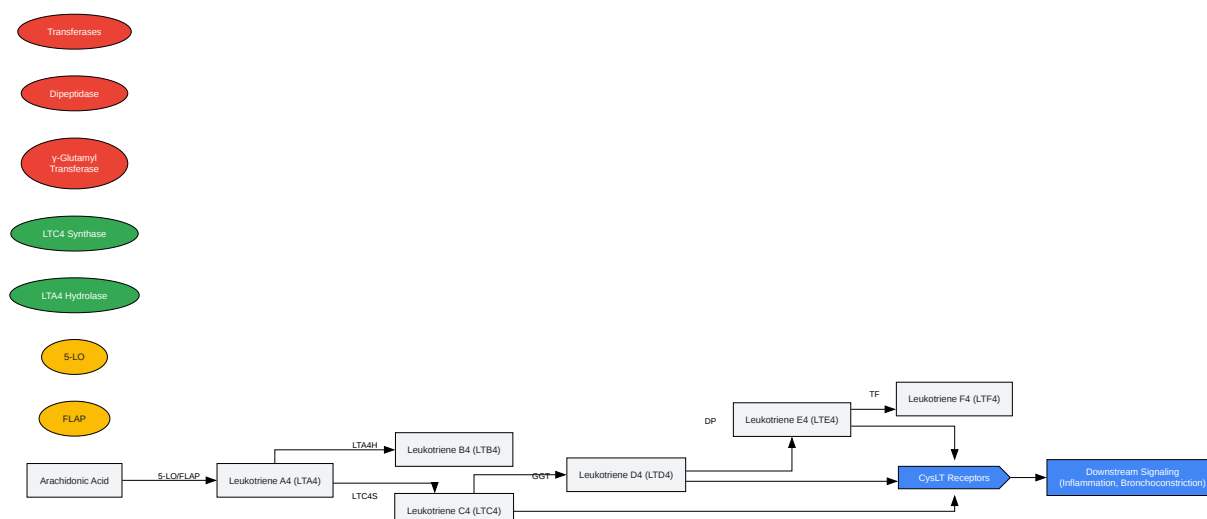 Transferases
Dipeptidase
γ-Glutamyl
Transferase
LTC4 Synthase
LTA4 Hydrolase
5-LO
FLAP
TF
Leukotriene F4 (LTF4)
DP
Leukotriene E4 (LTE4)
LTA4H
Leukotriene B4 (LTB4)
Arachidonic Acid
5-LO/FLAP
Leukotriene A4 (LTA4)
LTC4S
Leukotriene C4 (LTC4)
GGT
Leukotriene D4 (LTD4)
CysLT Receptors
Downstream Signaling
(Inflammation, Bronchoconstriction)